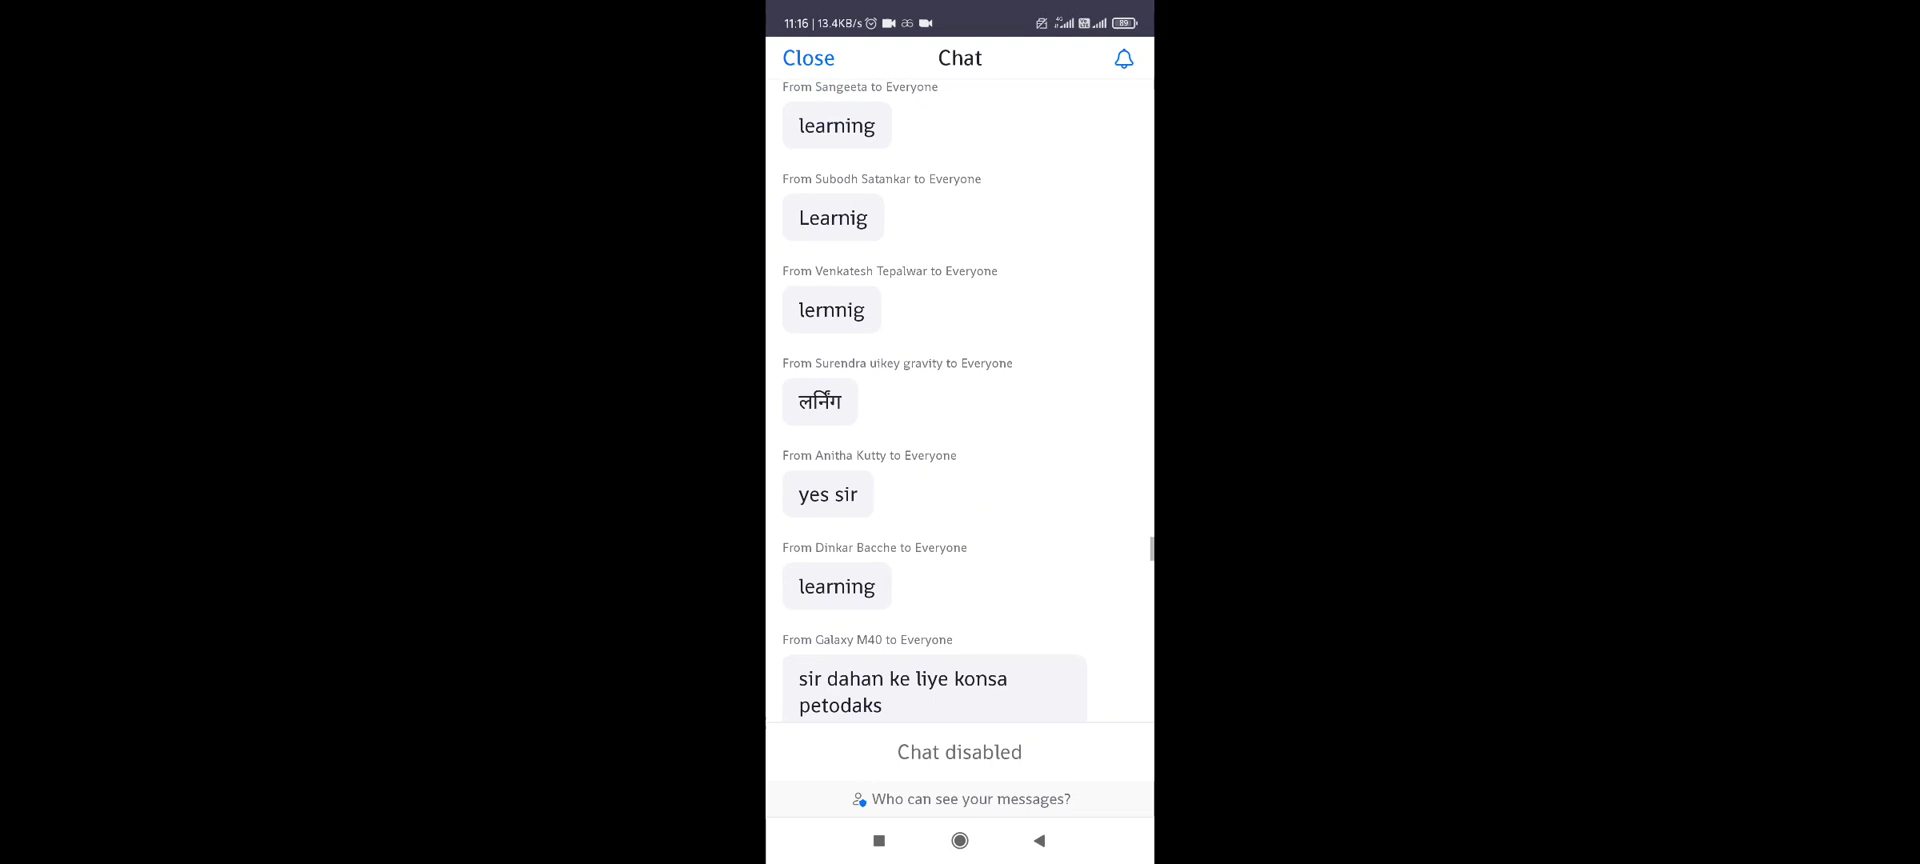 11:16 | 13.4KB/s
4G
89
Close
Chat
From Sangeeta to Everyone
learning
From Subodh Satankar to Everyone
Learnig
From Venkatesh Tepalwar to Everyone
lernnig
From Surendra uikey gravity to Everyone
लर्निंग
From Anitha Kutty to Everyone
yes sir
From Dinkar Bacche to Everyone
learning
From Galaxy M40 to Everyone
sir dahan ke liye konsa
petodaks
Chat disabled
Who can see your messages?